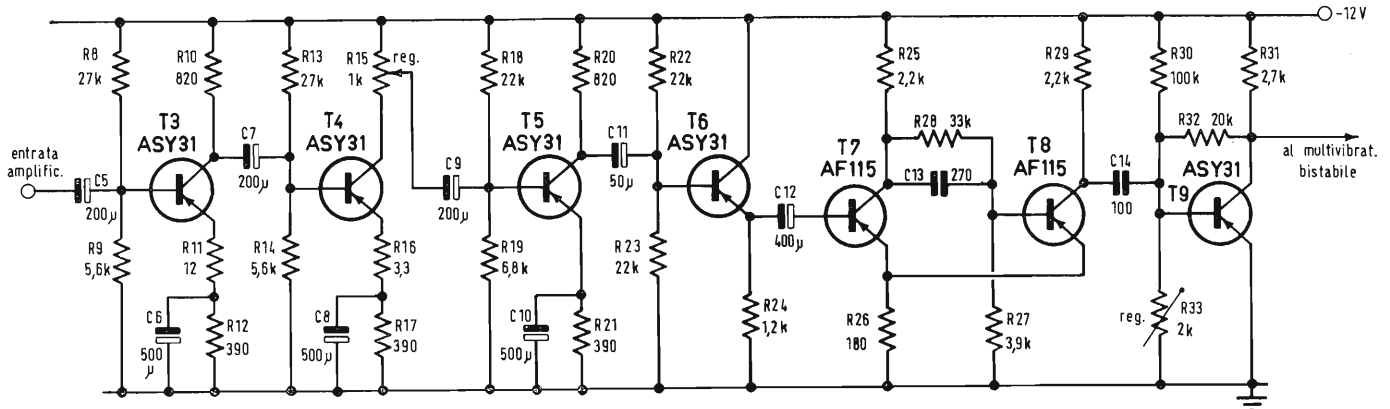 -12V
R8
27k
R10
820
R13
27k
R15
1k
reg.
R18
22k
R20
820
R22
22k
R25
2,2k
R29
2,2k
R30
100k
R31
2,7k
T3
ASY31
T4
ASY31
T5
ASY31
T6
ASY31
T7
AF115
R28 33k
T8
AF115
R32 20k
ASY31
T9
entrata
amplific.
C5
200µ
C7
200µ
C9
200µ
C11
50µ
C12
400µ
C13 270
C14
100
al multivibrat.
bistabile
R9
5,6k
R11
12
R14
5,6k
R16
3,3
R19
6,8k
R23
22k
R24
1,2k
R26
180
R27
3,9k
reg.
R33
2k
C6
500
µ
R12
390
C8
500µ
R17
390
C10
500µ
R21
390